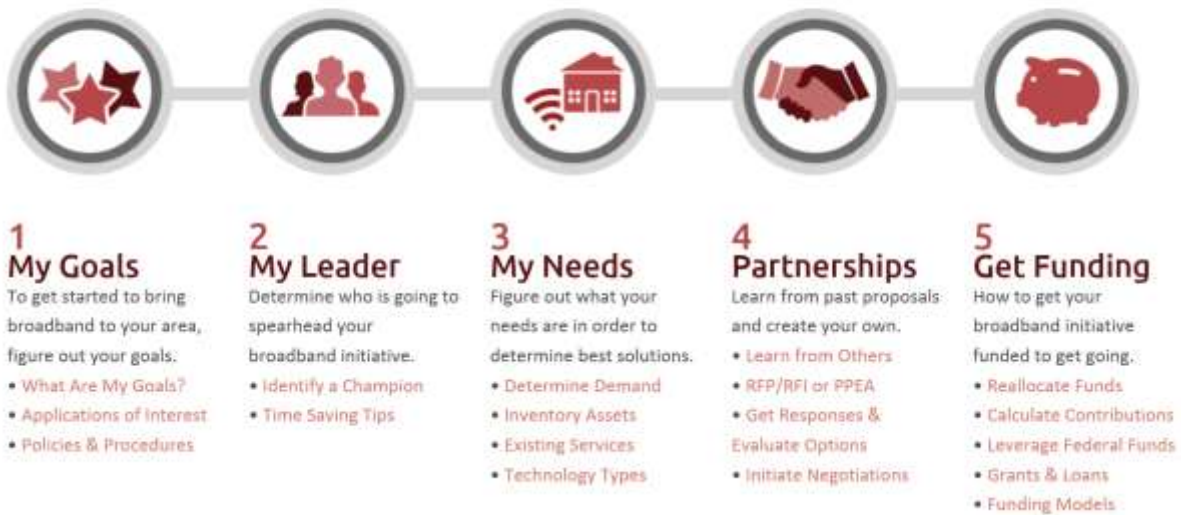 1
My Goals
To get started to bring
broadband to your area,
figure out your goals.
• What Are My Goals?
• Applications of Interest
• Policies & Procedures
2
My Leader
Determine who is going to
spearhead your
broadband initiative.
• Identify a Champion
• Time Saving Tips
3
My Needs
Figure out what your
needs are in order to
determine best solutions.
• Determine Demand
• Inventory Assets
• Existing Services
• Technology Types
4
Partnerships
Learn from past proposals
and create your own.
• Learn from Others
• RFP/RFI or PPEA
• Get Responses &
Evaluate Options
• Initiate Negotiations
5
Get Funding
How to get your
broadband initiative
funded to get going.
• Reallocate Funds
• Calculate Contributions
• Leverage Federal Funds
• Grants & Loans
• Funding Models